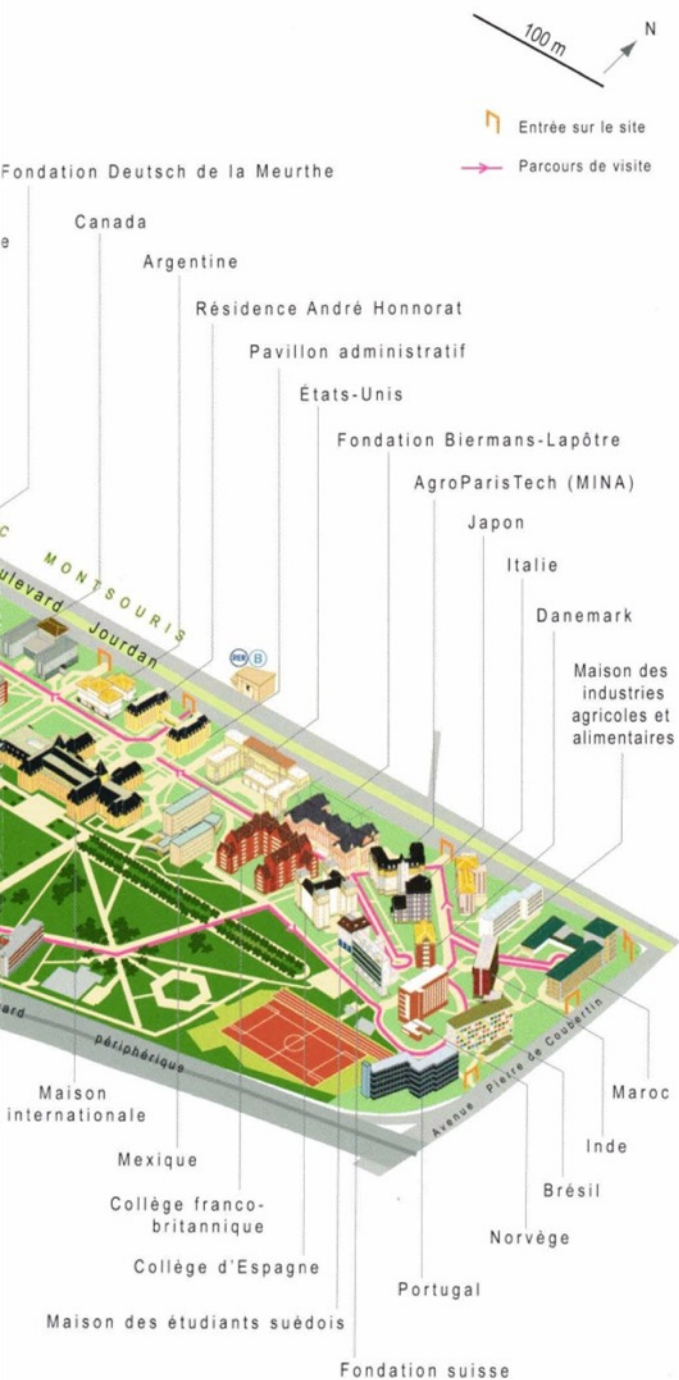 100 m
N
Entrée sur le site
Parcours de visite
Fondation Deutsch de la Meurthe
Canada
e
Argentine
Résidence André Honnorat
Pavillon administratif
États-Unis
Fondation Biermans-Lapôtre
AgroParisTech (MINA)
Japon
Italie
Danemark
Maison des
industries
agricoles et
alimentaires
C MONTSOURIS
ulevard Jourdan
RER B
ard périphérique
Avenue Pierre de Coubertin
Maison
internationale
Maroc
Inde
Mexique
Brésil
Collège franco-
britannique
Norvège
Collège d'Espagne
Portugal
Maison des étudiants suédois
Fondation suisse